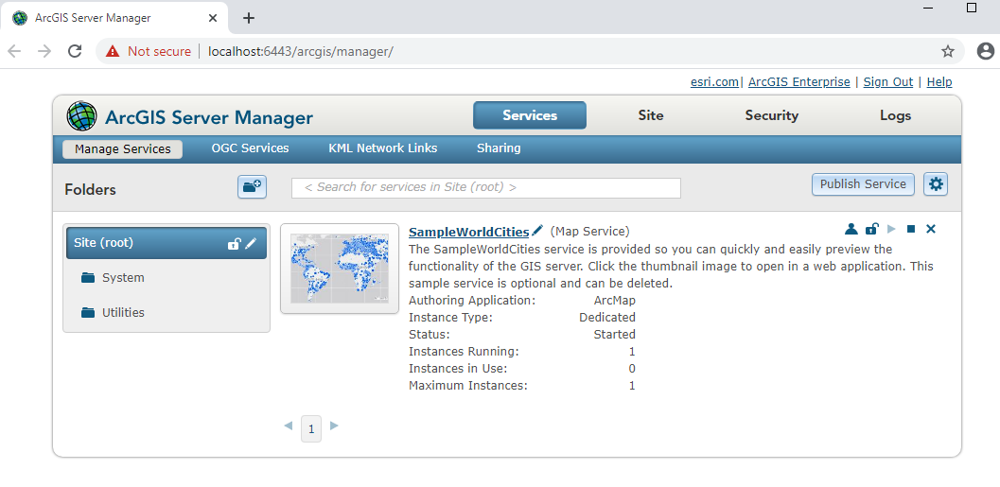 ArcGIS Server Manager
Not secure | localhost:6443/arcgis/manager/
esri.com| ArcGIS Enterprise | Sign Out | Help
ArcGIS Server Manager Services Site Security Logs
Manage Services OGC Services KML Network Links Sharing
Folders < Search for services in Site (root) > Publish Service
Site (root)
System
Utilities
SampleWorldCities (Map Service)
The SampleWorldCities service is provided so you can quickly and easily preview the
functionality of the GIS server. Click the thumbnail image to open in a web application. This
sample service is optional and can be deleted.
Authoring Application: ArcMap
Instance Type: Dedicated
Status: Started
Instances Running: 1
Instances in Use: 0
Maximum Instances: 1
1